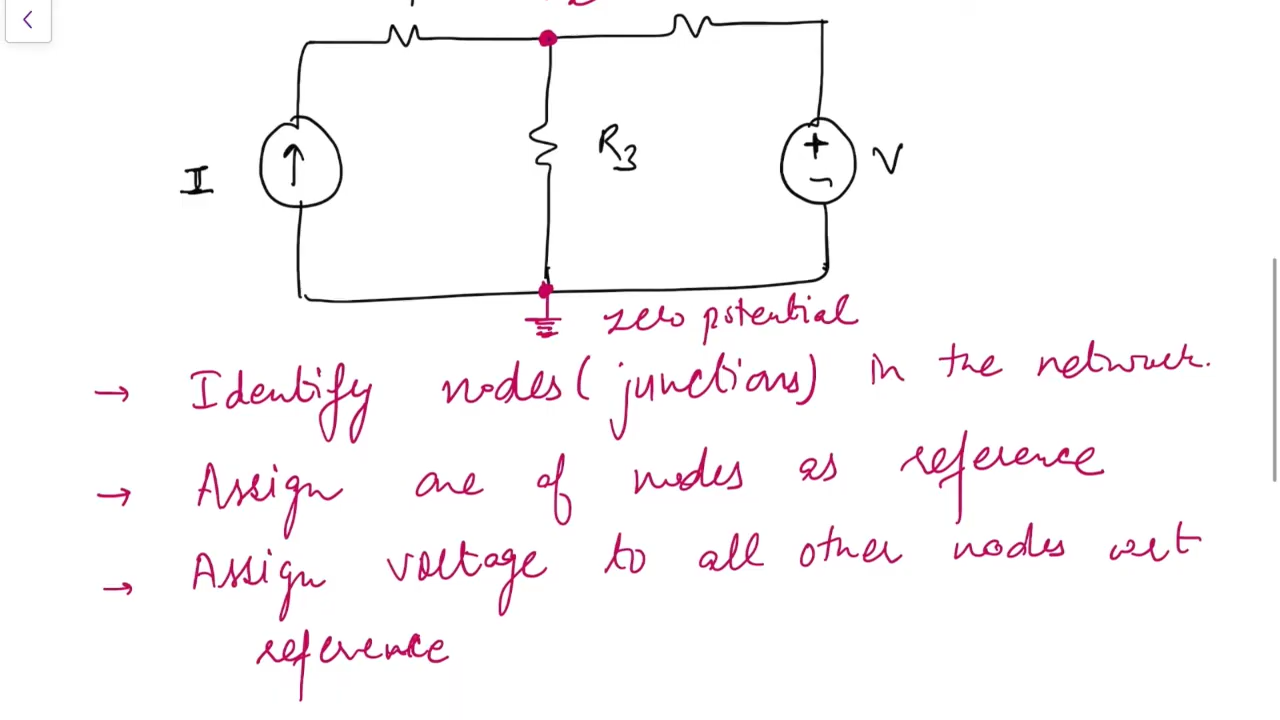 R3
I
+
-
V
zero potential
→ Identify nodes (junctions) in the network.
→ Assign one of nodes as reference
→ Assign voltage to all other nodes wrt
reference